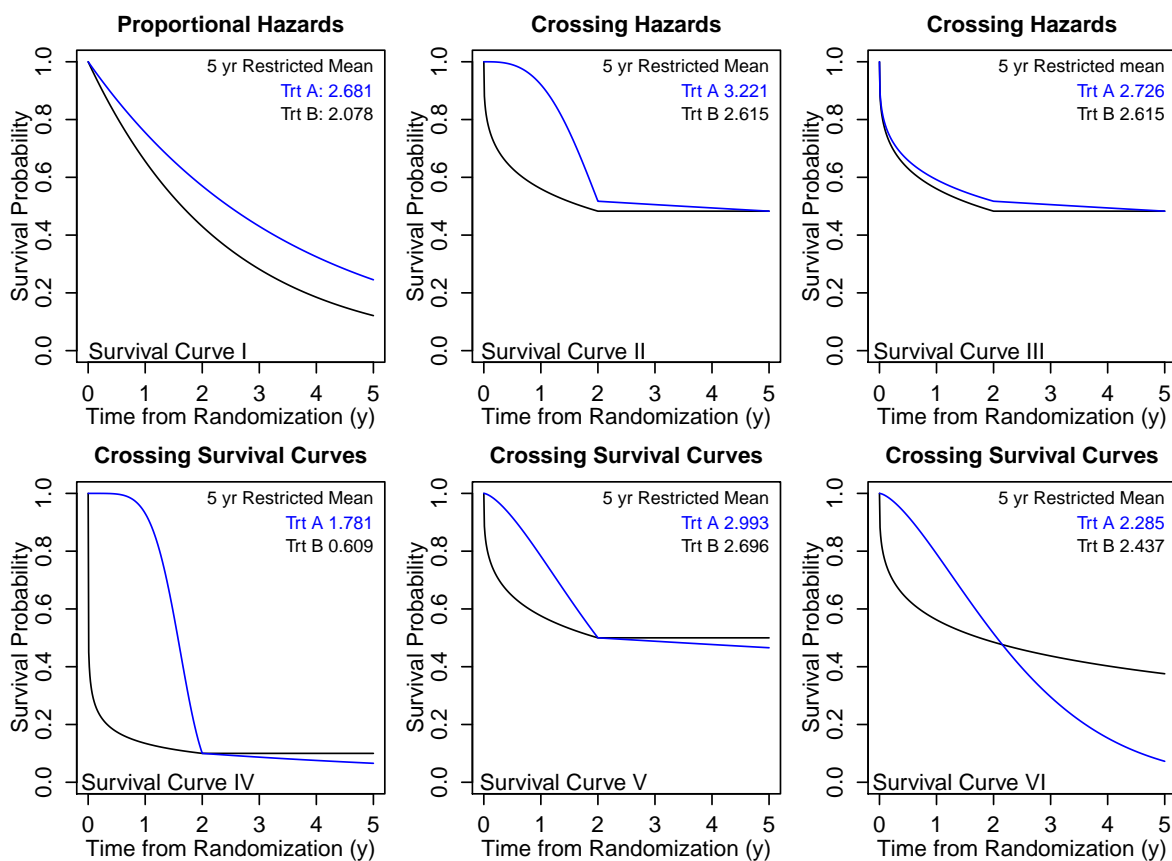 Proportional Hazards
Survival Probability
0.0 0.2 0.4 0.6 0.8 1.0
5 yr Restricted Mean
Trt A: 2.681
Trt B: 2.078
Survival Curve I
0 1 2 3 4 5
Time from Randomization (y)
Crossing Hazards
Survival Probability
0.0 0.2 0.4 0.6 0.8 1.0
5 yr Restricted Mean
Trt A 3.221
Trt B 2.615
Survival Curve II
0 1 2 3 4 5
Time from Randomization (y)
Crossing Hazards
Survival Probability
0.0 0.2 0.4 0.6 0.8 1.0
5 yr Restricted mean
Trt A 2.726
Trt B 2.615
Survival Curve III
0 1 2 3 4 5
Time from Randomization (y)
Crossing Survival Curves
Survival Probability
0.0 0.2 0.4 0.6 0.8 1.0
5 yr Restricted Mean
Trt A 1.781
Trt B 0.609
Survival Curve IV
0 1 2 3 4 5
Time from Randomization (y)
Crossing Survival Curves
Survival Probability
0.0 0.2 0.4 0.6 0.8 1.0
5 yr Restricted Mean
Trt A 2.993
Trt B 2.696
Survival Curve V
0 1 2 3 4 5
Time from Randomization (y)
Crossing Survival Curves
Survival Probability
0.0 0.2 0.4 0.6 0.8 1.0
5 yr Restricted Mean
Trt A 2.285
Trt B 2.437
Survival Curve VI
0 1 2 3 4 5
Time from Randomization (y)